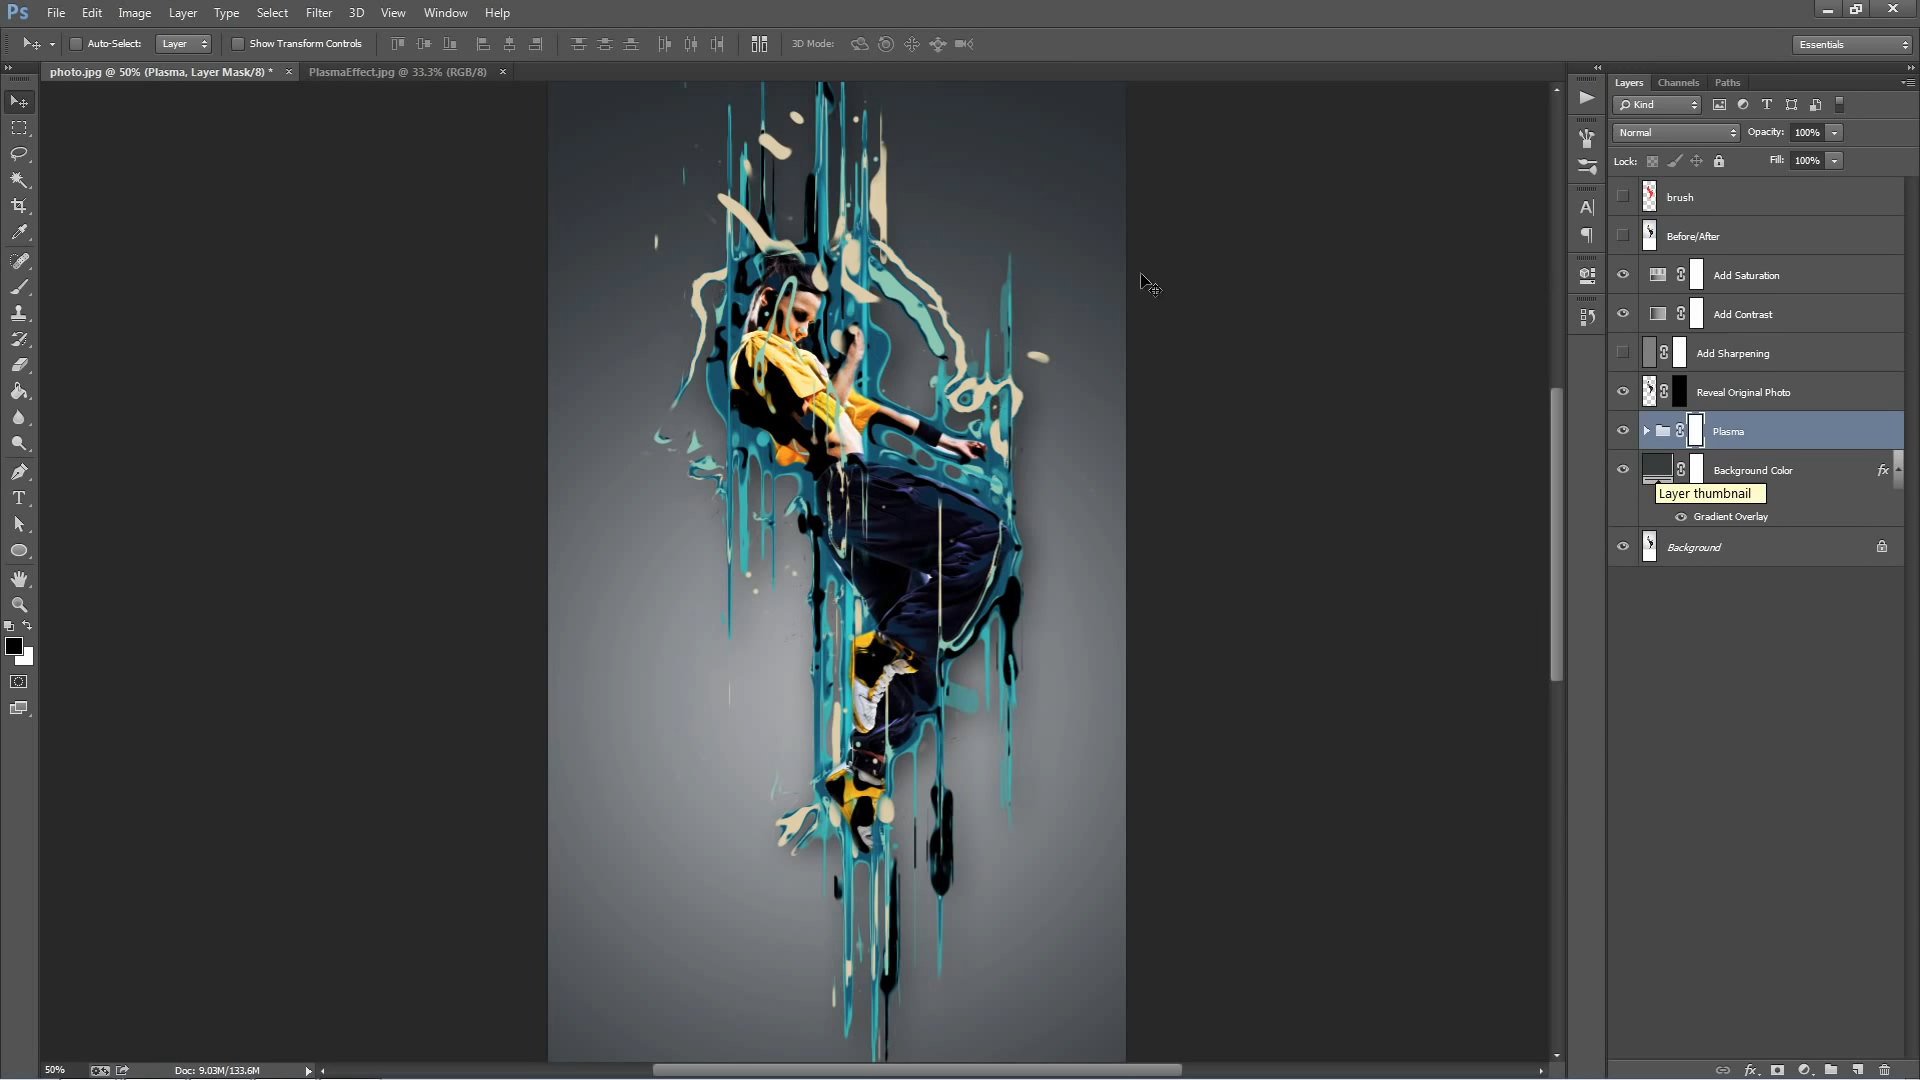 Ps File Edit Image Layer Type Select Filter 3D View Window Help
Auto-Select: Layer Show Transform Controls 3D Mode: Essentials
photo.jpg @ 50% (Plasma, Layer Mask/8) * × PlasmaEffect.jpg @ 33.3% (RGB/8) ×
Layers Channels Paths
Kind
Normal Opacity: 100%
Lock: Fill: 100%
brush
Before/After
Add Saturation
Add Contrast
Add Sharpening
Reveal Original Photo
Plasma
Background Color fx
Layer thumbnail
Gradient Overlay
Background
50% Doc: 9.03M/133.6M